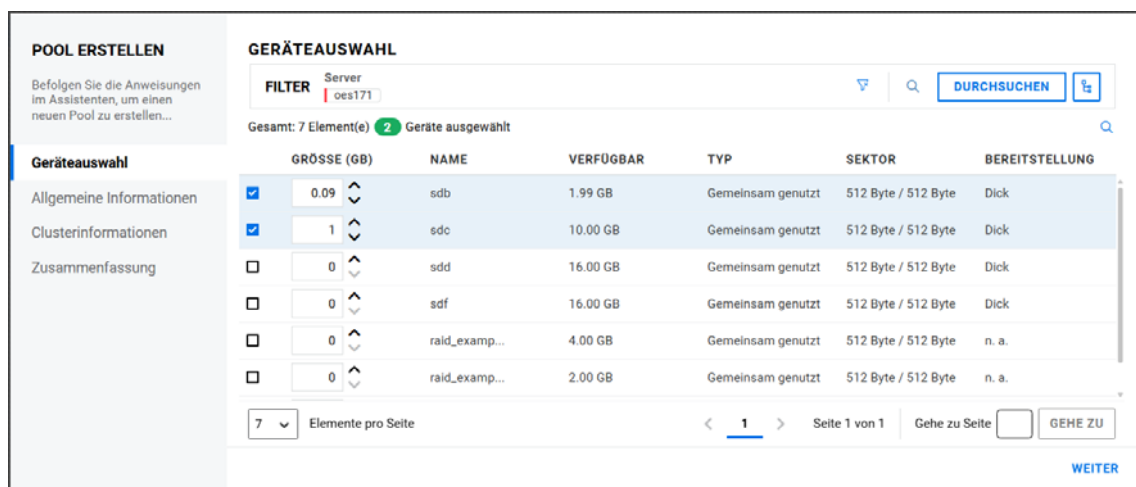 POOL ERSTELLEN
Befolgen Sie die Anweisungen
im Assistenten, um einen
neuen Pool zu erstellen...
Geräteauswahl
Allgemeine Informationen
Clusterinformationen
Zusammenfassung
GERÄTEAUSWAHL
FILTER Server
oes171
DURCHSUCHEN
Gesamt: 7 Element(e) 2 Geräte ausgewählt
GRÖSSE (GB) NAME VERFÜGBAR TYP SEKTOR BEREITSTELLUNG
0.09 sdb 1.99 GB Gemeinsam genutzt 512 Byte / 512 Byte Dick
1 sdc 10.00 GB Gemeinsam genutzt 512 Byte / 512 Byte Dick
0 sdd 16.00 GB Gemeinsam genutzt 512 Byte / 512 Byte Dick
0 sdf 16.00 GB Gemeinsam genutzt 512 Byte / 512 Byte Dick
0 raid_examp... 4.00 GB Gemeinsam genutzt 512 Byte / 512 Byte n. a.
0 raid_examp... 2.00 GB Gemeinsam genutzt 512 Byte / 512 Byte n. a.
7 Elemente pro Seite 1 Seite 1 von 1 Gehe zu Seite GEHE ZU
WEITER